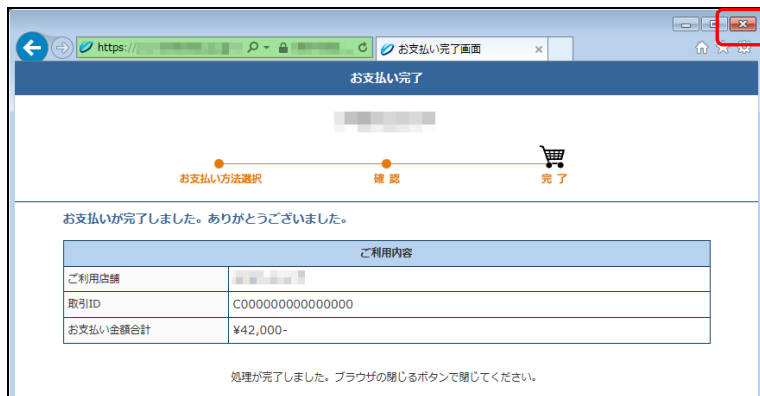 https://
お支払い完了画面
お支払い完了
お支払い方法選択
確 認
完 了
お支払いが完了しました。ありがとうございました。
ご利用内容
ご利用店舗
取引ID C000000000000000
お支払い金額合計 ¥42,000-
処理が完了しました。ブラウザの閉じるボタンで閉じてください。